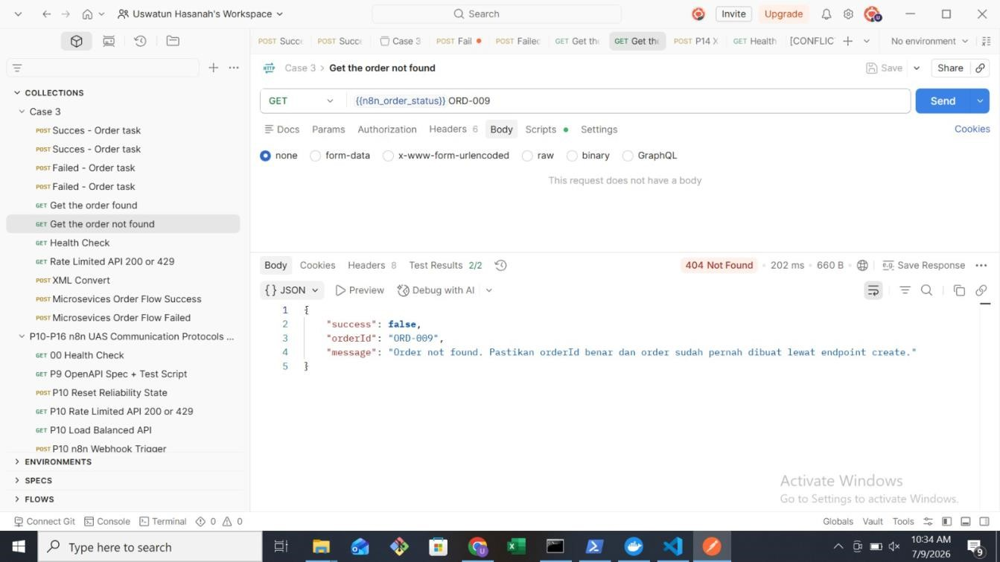 Uswatun Hasanah's Workspace
Search
Invite
Upgrade
POST Succe
POST Succe
Case 3
POST Fail
POST Failed
GET Get the
GET Get the
POST P14 X
GET Health
[CONFLIC
No environment
COLLECTIONS
Case 3
POST Succes - Order task
POST Succes - Order task
POST Failed - Order task
POST Failed - Order task
GET Get the order found
GET Get the order not found
GET Health Check
GET Rate Limited API 200 or 429
POST XML Convert
POST Microsevices Order Flow Success
POST Microsevices Order Flow Failed
P10-P16 n8n UAS Communication Protocols ...
GET 00 Health Check
GET P9 OpenAPI Spec + Test Script
POST P10 Reset Reliability State
GET P10 Rate Limited API 200 or 429
GET P10 Load Balanced API
POST P10 n8n Webhook Trigger
ENVIRONMENTS
SPECS
FLOWS
HTTP Case 3 > Get the order not found
Save
Share
GET {{n8n_order_status}} ORD-009
Send
Docs Params Authorization Headers 6 Body Scripts Settings
Cookies
none form-data x-www-form-urlencoded raw binary GraphQL
This request does not have a body
Body Cookies Headers 8 Test Results 2/2
404 Not Found 202 ms 660 B e.g. Save Response
{} JSON Preview Debug with AI
1 {
2 "success": false,
3 "orderId": "ORD-009",
4 "message": "Order not found. Pastikan orderId benar dan order sudah pernah dibuat lewat endpoint create."
5 }
Activate Windows
Go to Settings to activate Windows.
Connect Git Console Terminal 0 0
Globals Vault Tools
Type here to search
10:34 AM
7/9/2026
9